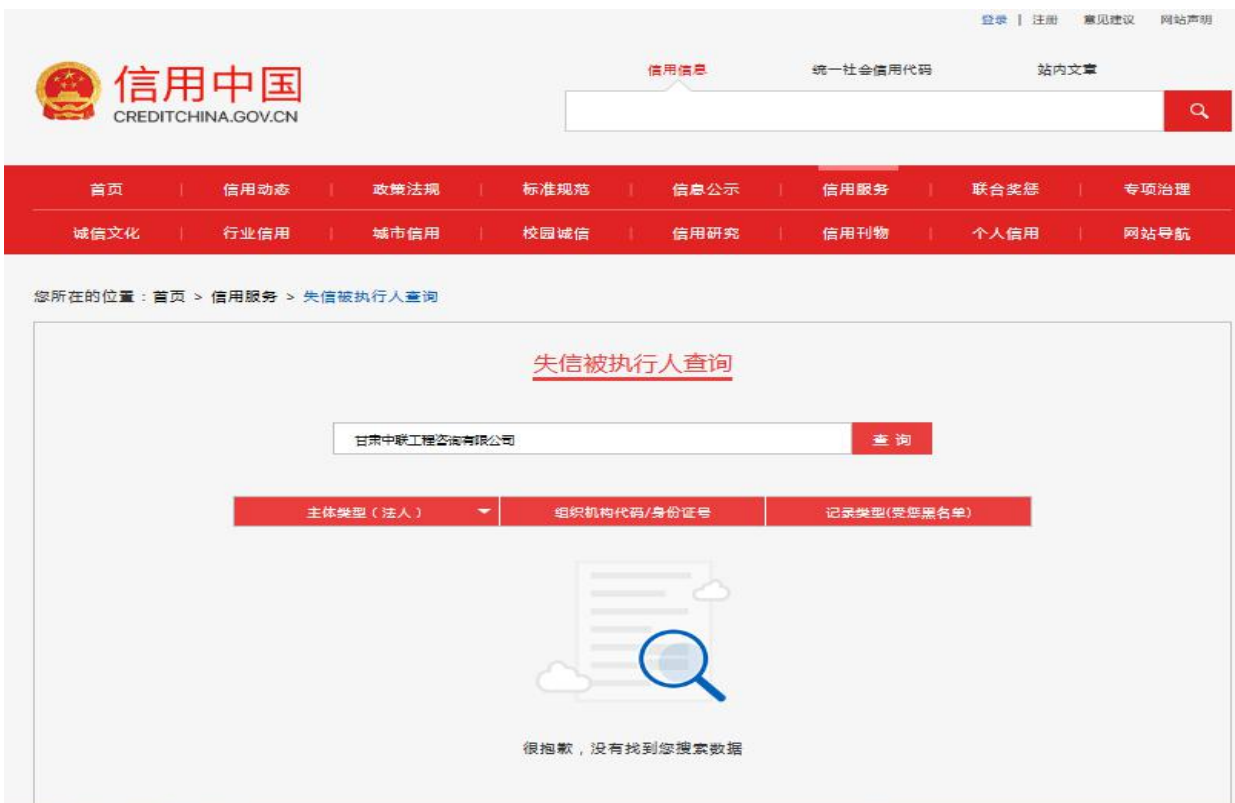 登录 | 注册 意见建议 网站声明
信用中国
CREDITCHINA.GOV.CN
信用信息 统一社会信用代码 站内文章
首页 | 信用动态 | 政策法规 | 标准规范 | 信息公示 | 信用服务 | 联合奖惩 | 专项治理
诚信文化 | 行业信用 | 城市信用 | 校园诚信 | 信用研究 | 信用刊物 | 个人信用 | 网站导航
您所在的位置：首页 > 信用服务 > 失信被执行人查询
失信被执行人查询
甘肃中联工程咨询有限公司 查询
主体类型（法人） 组织机构代码/身份证号 记录类型(受惩黑名单)
很抱歉，没有找到您搜索数据